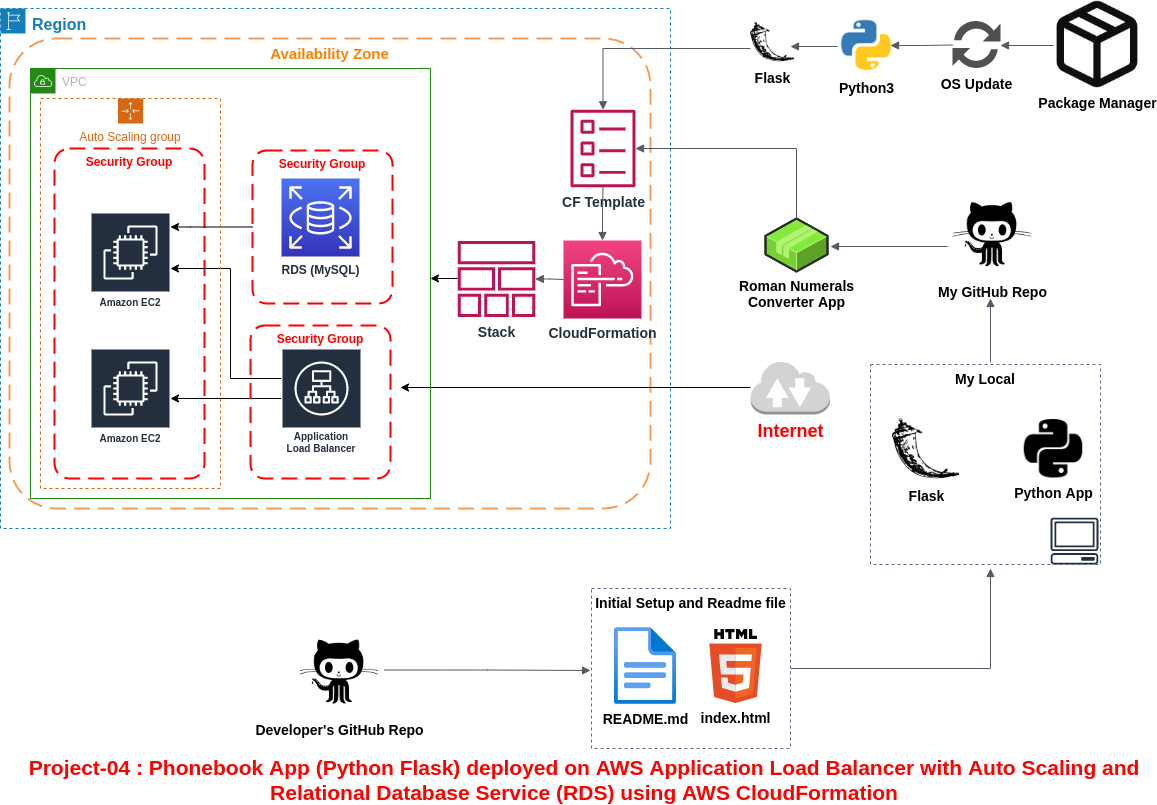 Region
Availability Zone
VPC
Auto Scaling group
Security Group
Amazon EC2
Amazon EC2
Security Group
RDS (MySQL)
Security Group
Application
Load Balancer
Stack
CF Template
CloudFormation
Flask
Python3
OS Update
Package Manager
Roman Numerals
Converter App
My GitHub Repo
Internet
My Local
Flask
Python App
Initial Setup and Readme file
HTML
5
README.md
index.html
Developer's GitHub Repo
Project-04 : Phonebook App (Python Flask) deployed on AWS Application Load Balancer with Auto Scaling and
Relational Database Service (RDS) using AWS CloudFormation